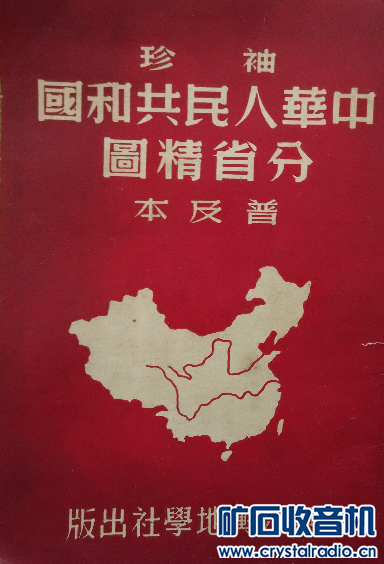 袖珍
中華人民共和國
分省精圖
普及本
地學社出版
矿石收音机
www.crystalradio.cn